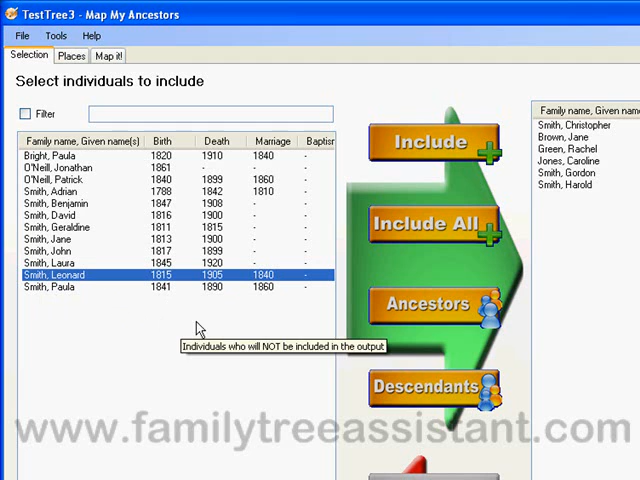 TestTree3 - Map My Ancestors
File Tools Help
Selection Places Map it!
Select individuals to include
Filter
Family name, Given name(s) Birth Death Marriage Baptisr
Bright, Paula 1820 1910 1840 -
O'Neill, Jonathan 1861 - - -
O'Neill, Patrick 1840 1899 1860 -
Smith, Adrian 1788 1842 1810 -
Smith, Benjamin 1847 1908 - -
Smith, David 1816 1900 - -
Smith, Geraldine 1811 1815 - -
Smith, Jane 1813 1900 - -
Smith, John 1817 1899 - -
Smith, Laura 1845 1920 - -
Smith, Leonard 1815 1905 1840 -
Smith, Paula 1841 1890 1860 -
Individuals who will NOT be included in the output
Include
Include All
Ancestors
Descendants
Family name, Given name
Smith, Christopher
Brown, Jane
Green, Rachel
Jones, Caroline
Smith, Gordon
Smith, Harold
www.familytreeassistant.com